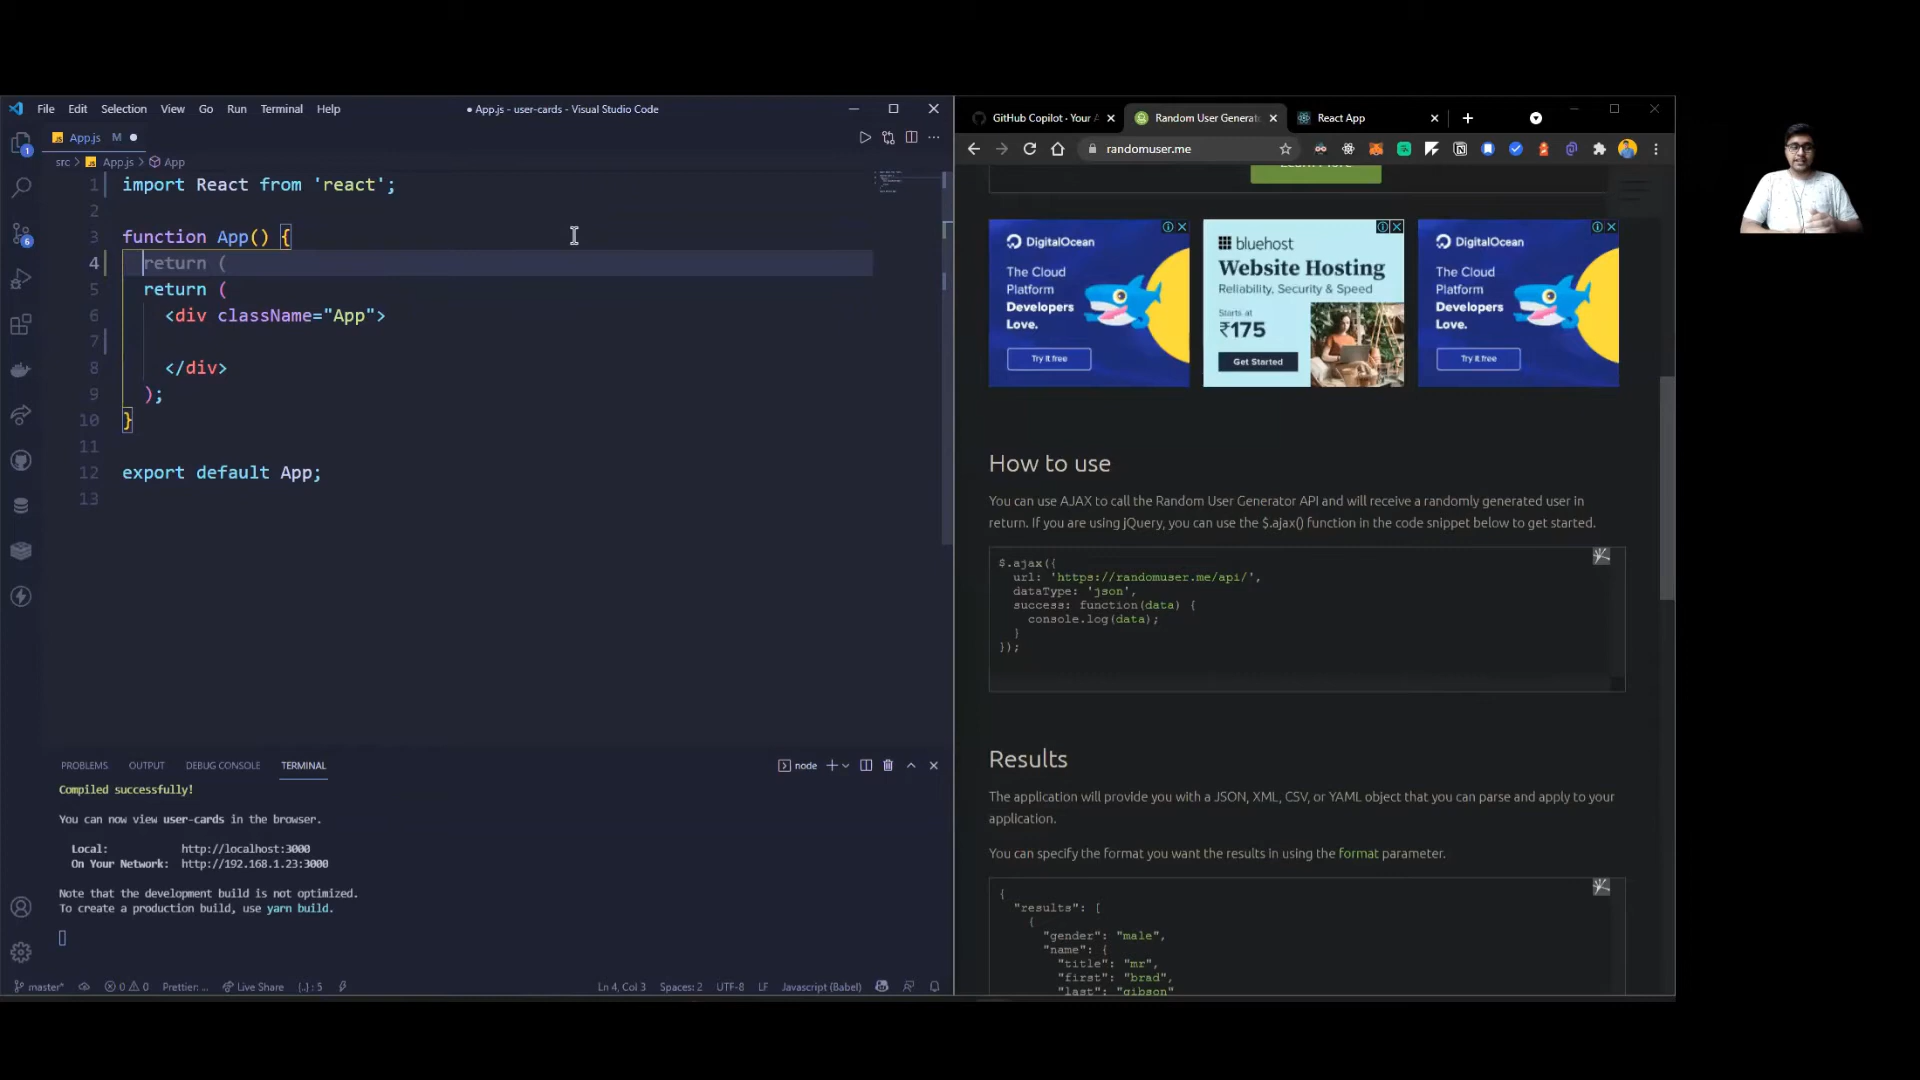 File Edit Selection View Go Run Terminal Help
● App.js - user-cards - Visual Studio Code
App.js M ●
src > App.js > App
1 import React from 'react';
2
3 function App() {
4 return (
5 return (
6 <div className="App">
7
8 </div>
9 );
10 }
11
12 export default App;
13
PROBLEMS OUTPUT DEBUG CONSOLE TERMINAL
node
Compiled successfully!
You can now view user-cards in the browser.
Local: http://localhost:3000
On Your Network: http://192.168.1.23:3000
Note that the development build is not optimized.
To create a production build, use yarn build.
master* 0 0 Prettier: ... Live Share {..} : 5
Ln 4, Col 3 Spaces: 2 UTF-8 LF Javascript (Babel)
1
6
GitHub Copilot · Your A
Random User Generat
React App
randomuser.me
Learn More
DigitalOcean
The Cloud
Platform
Developers
Love.
Try it free
bluehost
Website Hosting
Reliability, Security & Speed
Starts at
₹175
Get Started
DigitalOcean
The Cloud
Platform
Developers
Love.
Try it free
How to use
You can use AJAX to call the Random User Generator API and will receive a randomly generated user in
return. If you are using jQuery, you can use the $.ajax() function in the code snippet below to get started.
$.ajax({
url: 'https://randomuser.me/api/',
dataType: 'json',
success: function(data) {
console.log(data);
}
});
Results
The application will provide you with a JSON, XML, CSV, or YAML object that you can parse and apply to your
application.
You can specify the format you want the results in using the format parameter.
{
"results": [
{
"gender": "male",
"name": {
"title": "mr",
"first": "brad",
"last": "gibson"